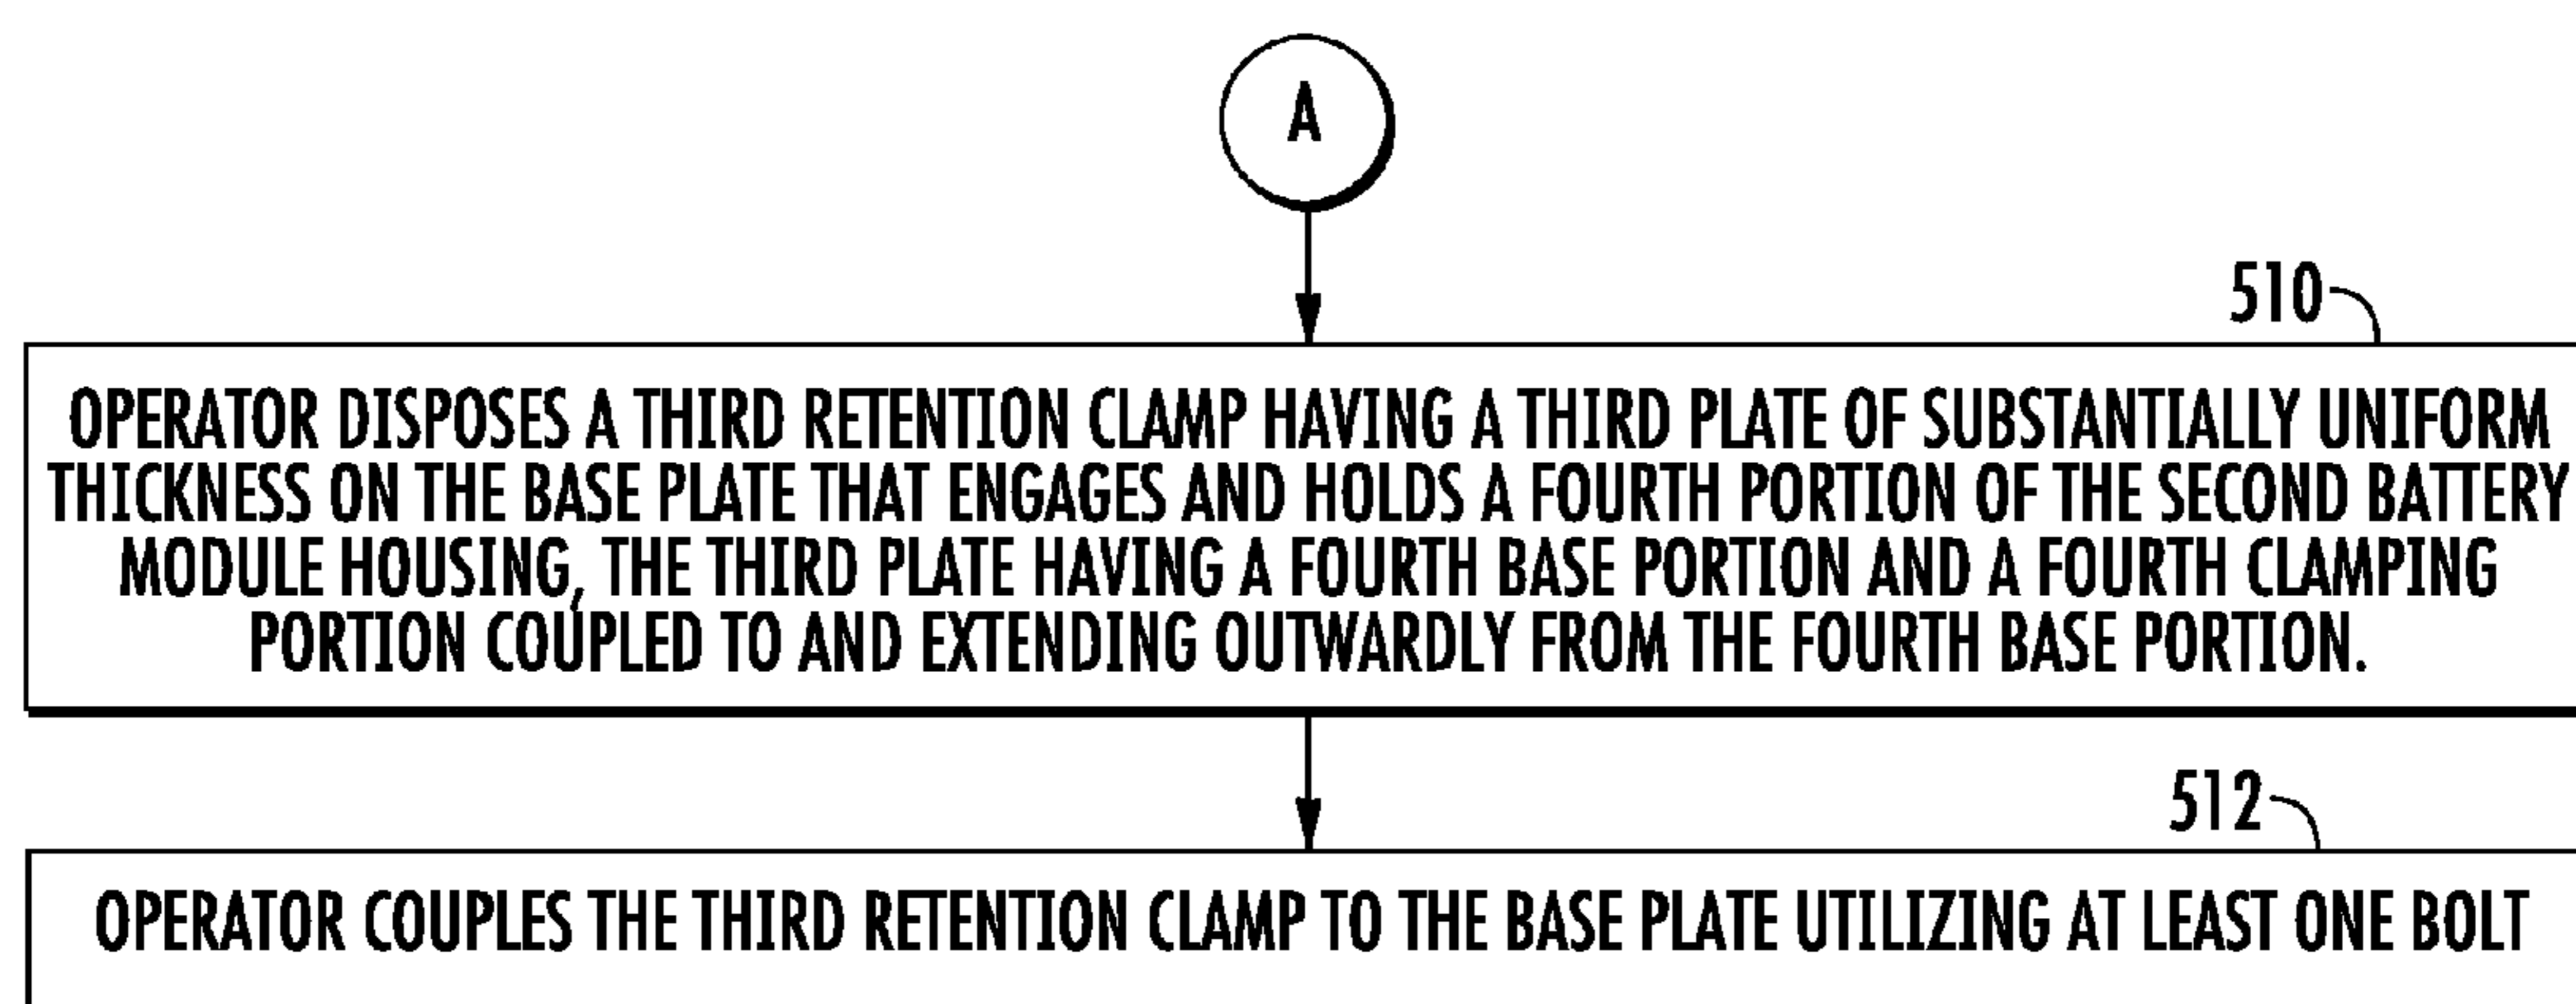 A
510
OPERATOR DISPOSES A THIRD RETENTION CLAMP HAVING A THIRD PLATE OF SUBSTANTIALLY UNIFORM
THICKNESS ON THE BASE PLATE THAT ENGAGES AND HOLDS A FOURTH PORTION OF THE SECOND BATTERY
MODULE HOUSING, THE THIRD PLATE HAVING A FOURTH BASE PORTION AND A FOURTH CLAMPING
PORTION COUPLED TO AND EXTENDING OUTWARDLY FROM THE FOURTH BASE PORTION.
512
OPERATOR COUPLES THE THIRD RETENTION CLAMP TO THE BASE PLATE UTILIZING AT LEAST ONE BOLT